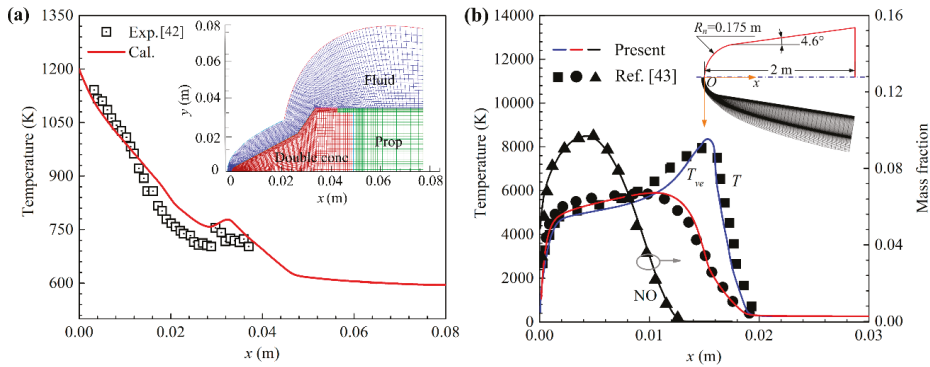 (a)
1350
1200
1050
900
750
600
Temperature (K)
0.00
0.02
0.04
0.06
0.08
x (m)
Exp.[42]
Cal.
0.08
0.06
0.04
0.02
0.00
y (m)
Fluid
Double conc
Prop
0
0.02
0.04
0.06
0.08
x (m)
(b)
14000
12000
10000
8000
6000
4000
2000
0
Temperature (K)
0.00
0.01
0.02
0.03
x (m)
0.16
0.12
0.08
0.04
0.00
Mass fraction
Present
Ref. [43]
Rn=0.175 m
4.6°
2 m
O
x
Tve
T
NO